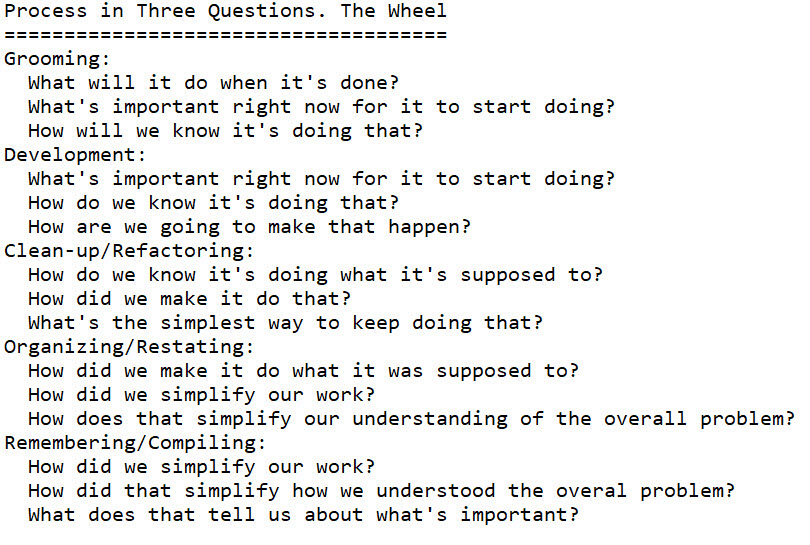 Process in Three Questions. The Wheel
=====================================
Grooming:
  What will it do when it's done?
  What's important right now for it to start doing?
  How will we know it's doing that?
Development:
  What's important right now for it to start doing?
  How do we know it's doing that?
  How are we going to make that happen?
Clean-up/Refactoring:
  How do we know it's doing what it's supposed to?
  How did we make it do that?
  What's the simplest way to keep doing that?
Organizing/Restating:
  How did we make it do what it was supposed to?
  How did we simplify our work?
  How does that simplify our understanding of the overall problem?
Remembering/Compiling:
  How did we simplify our work?
  How did that simplify how we understood the overal problem?
  What does that tell us about what's important?